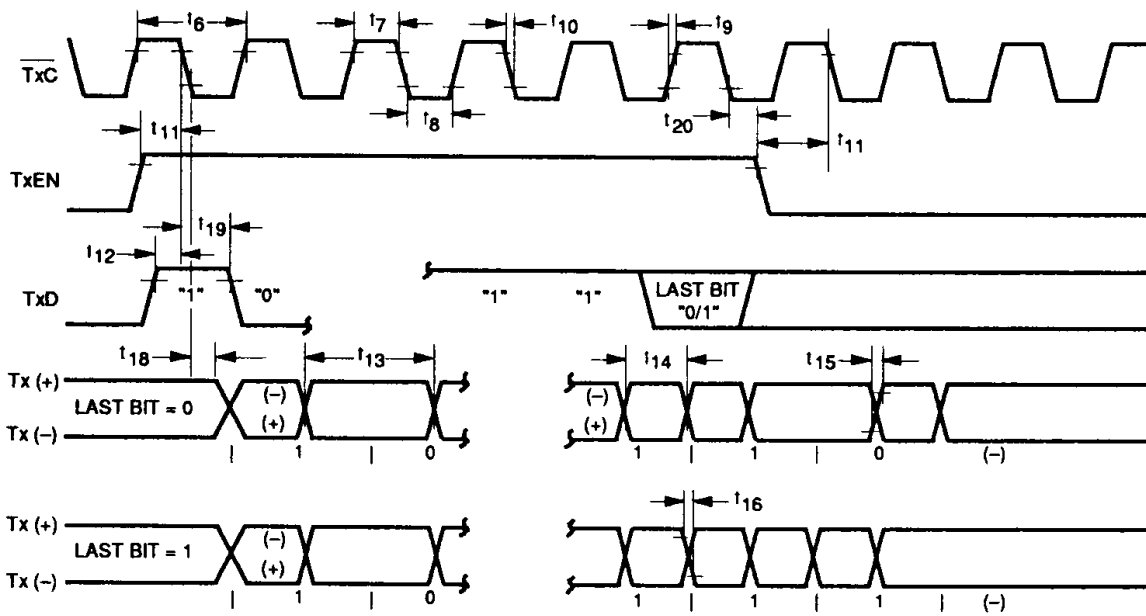 t6 t7 t10 t9
TxC
t8 t20
t11 t11
TxEN
t19
t12
TxD "1" "0" "1" "1" LAST BIT
"0/1"
t18 t13 t14 t15
Tx (+) (–) (–)
LAST BIT = 0
Tx (–) (+) (+)
| 1 | 0 1 | 1 | 0 (–)
t16
Tx (+) (–)
LAST BIT = 1
Tx (–) (+)
| 1 | 0 1 | 1 | 1 | (–)